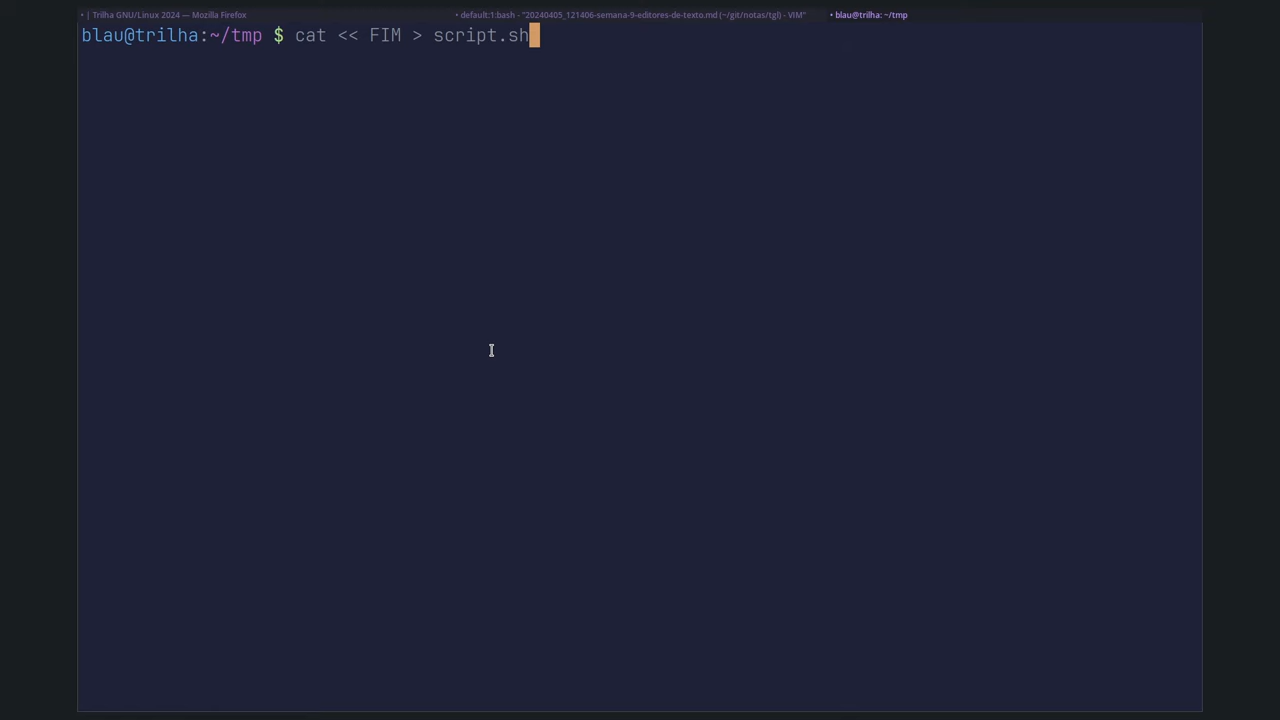 • | Trilha GNU/Linux 2024 — Mozilla Firefox • default:1:bash - "20240405_121406-semana-9-editores-de-texto.md (~/git/notas/tgl) - VIM" • blau@trilha: ~/tmp
blau@trilha:~/tmp $ cat << FIM > script.sh